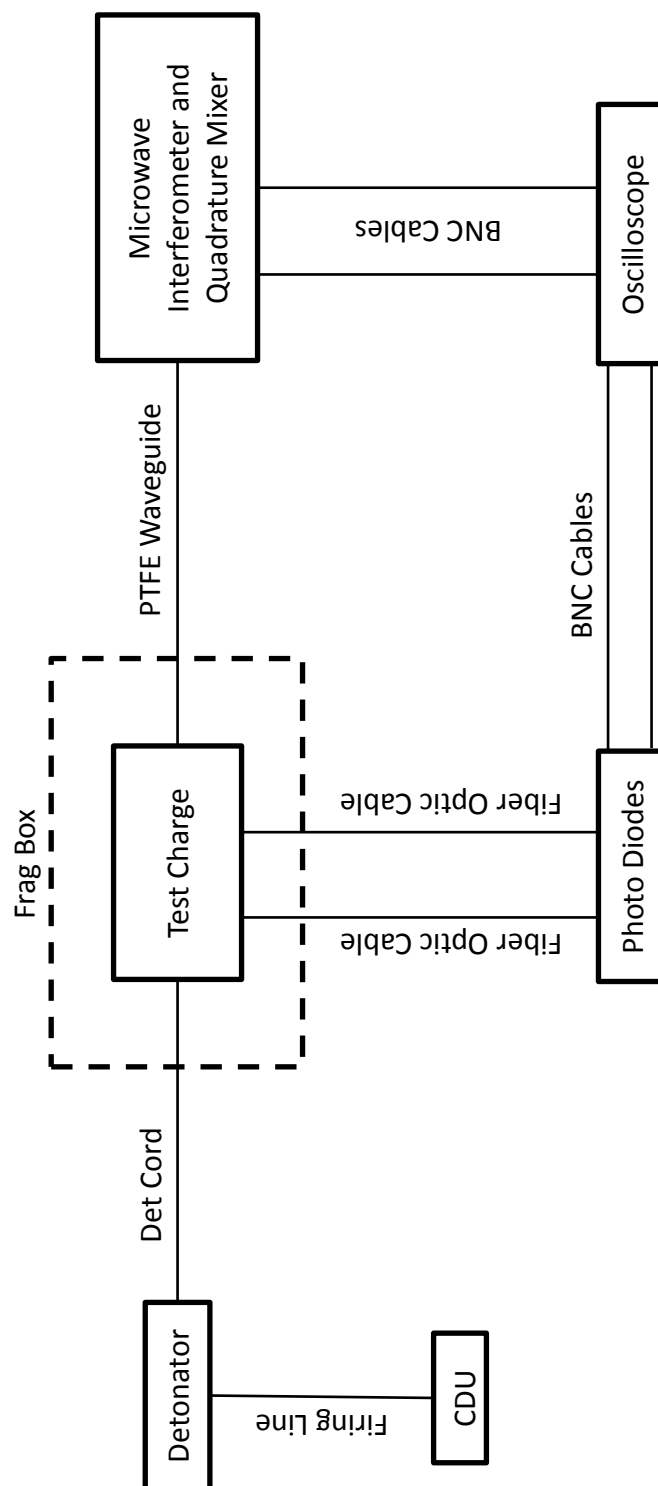 Frag Box
Detonator
Det Cord
Test Charge
PTFE Waveguide
Microwave
Interferometer and
Quadrature Mixer
Firing Line
Fiber Optic Cable
Fiber Optic Cable
BNC Cables
CDU
Photo Diodes
BNC Cables
Oscilloscope